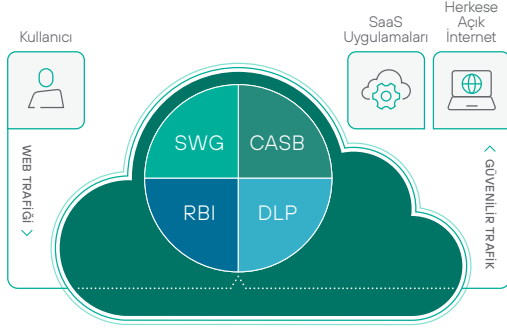 Kullanıcı
SaaS
Uygulamaları
Herkese
Açık
İnternet
SWG
CASB
RBI
DLP
WEB TRAFİĞİ
GÜVENİLİR TRAFİK